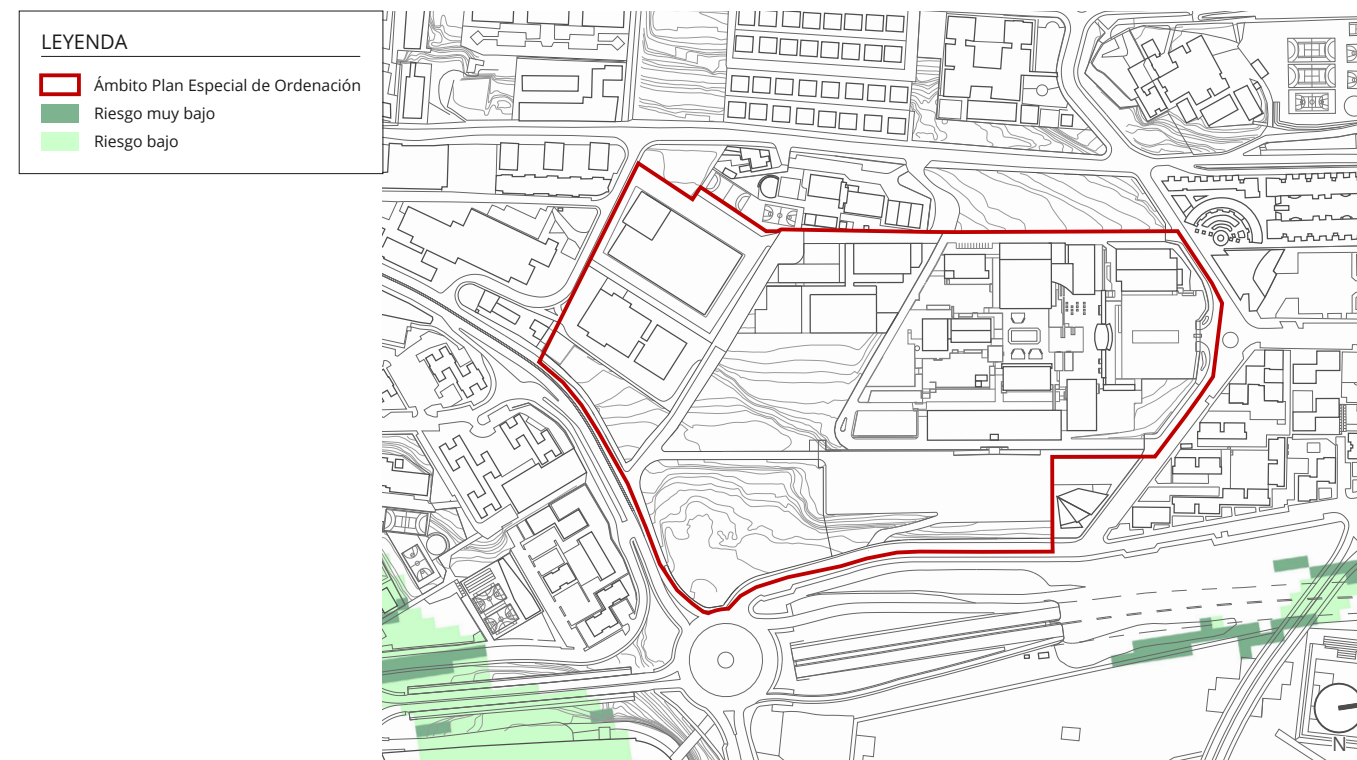 LEYENDA
Ámbito Plan Especial de Ordenación
Riesgo muy bajo
Riesgo bajo
N